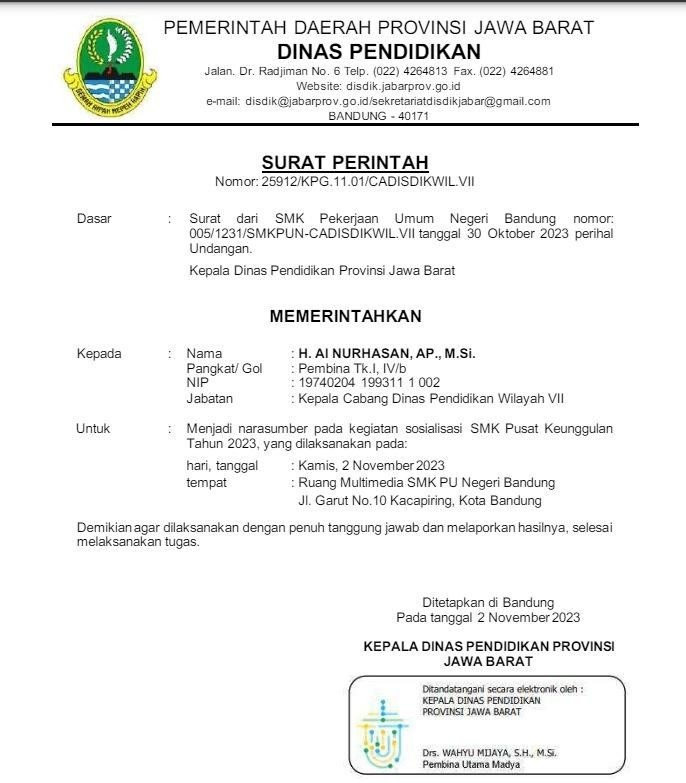 PEMERINTAH DAERAH PROVINSI JAWA BARAT
DINAS PENDIDIKAN
Jalan. Dr. Radjiman No. 6 Telp. (022) 4264813 Fax. (022) 4264881
Website: disdik.jabarprov.go.id
e-mail: disdik@jabarprov.go.id/sekretariatdisdikjabar@gmail.com
BANDUNG - 40171
GEMAH RIPAH REPEH RAPIH
SURAT PERINTAH
Nomor: 25912/KPG.11.01/CADISDIKWIL.VII
Dasar : Surat dari SMK Pekerjaan Umum Negeri Bandung nomor:
005/1231/SMKPUN-CADISDIKWIL.VII tanggal 30 Oktober 2023 perihal
Undangan.
Kepala Dinas Pendidikan Provinsi Jawa Barat
MEMERINTAHKAN
Kepada : Nama : H. AI NURHASAN, AP., M.Si.
Pangkat/ Gol : Pembina Tk.I, IV/b
NIP : 19740204 199311 1 002
Jabatan : Kepala Cabang Dinas Pendidikan Wilayah VII
Untuk : Menjadi narasumber pada kegiatan sosialisasi SMK Pusat Keunggulan
Tahun 2023, yang dilaksanakan pada:
hari, tanggal : Kamis, 2 November 2023
tempat : Ruang Multimedia SMK PU Negeri Bandung
Jl. Garut No.10 Kacapiring, Kota Bandung
Demikian agar dilaksanakan dengan penuh tanggung jawab dan melaporkan hasilnya, selesai
melaksanakan tugas.
Ditetapkan di Bandung
Pada tanggal 2 November 2023
KEPALA DINAS PENDIDIKAN PROVINSI
JAWA BARAT
Ditandatangani secara elektronik oleh :
KEPALA DINAS PENDIDIKAN
PROVINSI JAWA BARAT
Drs. WAHYU MIJAYA, S.H., M.Si.
Pembina Utama Madya